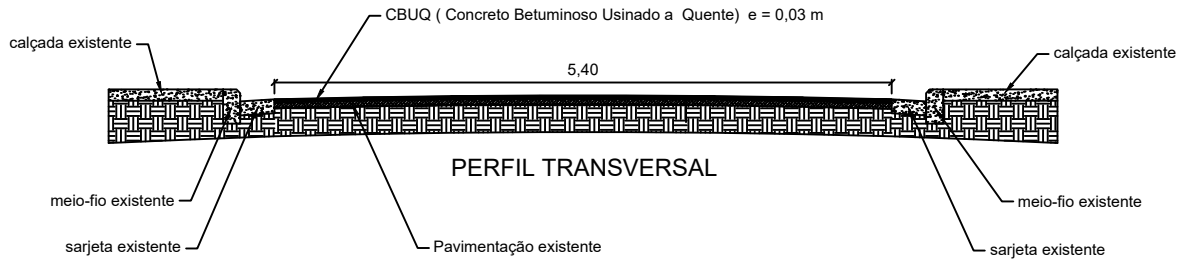 CBUQ ( Concreto Betuminoso Usinado a Quente) e = 0,03 m
calçada existente
calçada existente
5,40
PERFIL TRANSVERSAL
meio-fio existente
meio-fio existente
sarjeta existente
Pavimentação existente
sarjeta existente